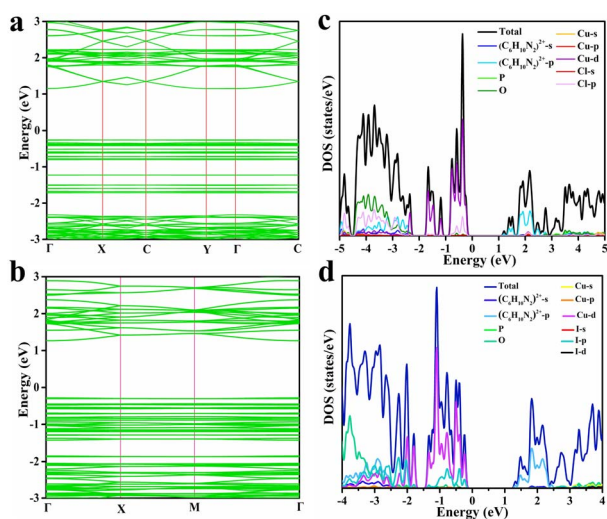 a
Energy (eV)
3
2
1
0
-1
-2
-3
Γ X C Y Γ C
b
Energy (eV)
3
2
1
0
-1
-2
-3
Γ X M Γ
c
DOS (states/eV)
Total
(C₆H₁₀N₂)²⁺-s
(C₆H₁₀N₂)²⁺-p
P
O
Cu-s
Cu-p
Cu-d
Cl-s
Cl-p
-5 -4 -3 -2 -1 0 1 2 3 4 5
Energy (eV)
d
DOS (states/eV)
Total
(C₆H₁₀N₂)²⁺-s
(C₆H₁₀N₂)²⁺-p
P
O
Cu-s
Cu-p
Cu-d
I-s
I-p
I-d
-4 -3 -2 -1 0 1 2 3 4
Energy (eV)